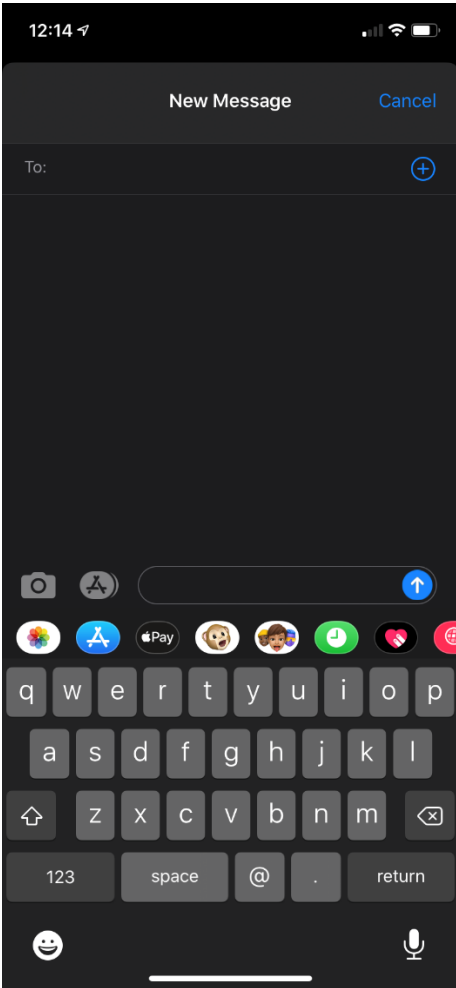 12:14
New Message Cancel
To:
Pay
q w e r t y u i o p
a s d f g h j k l
z x c v b n m
123 space @ . return